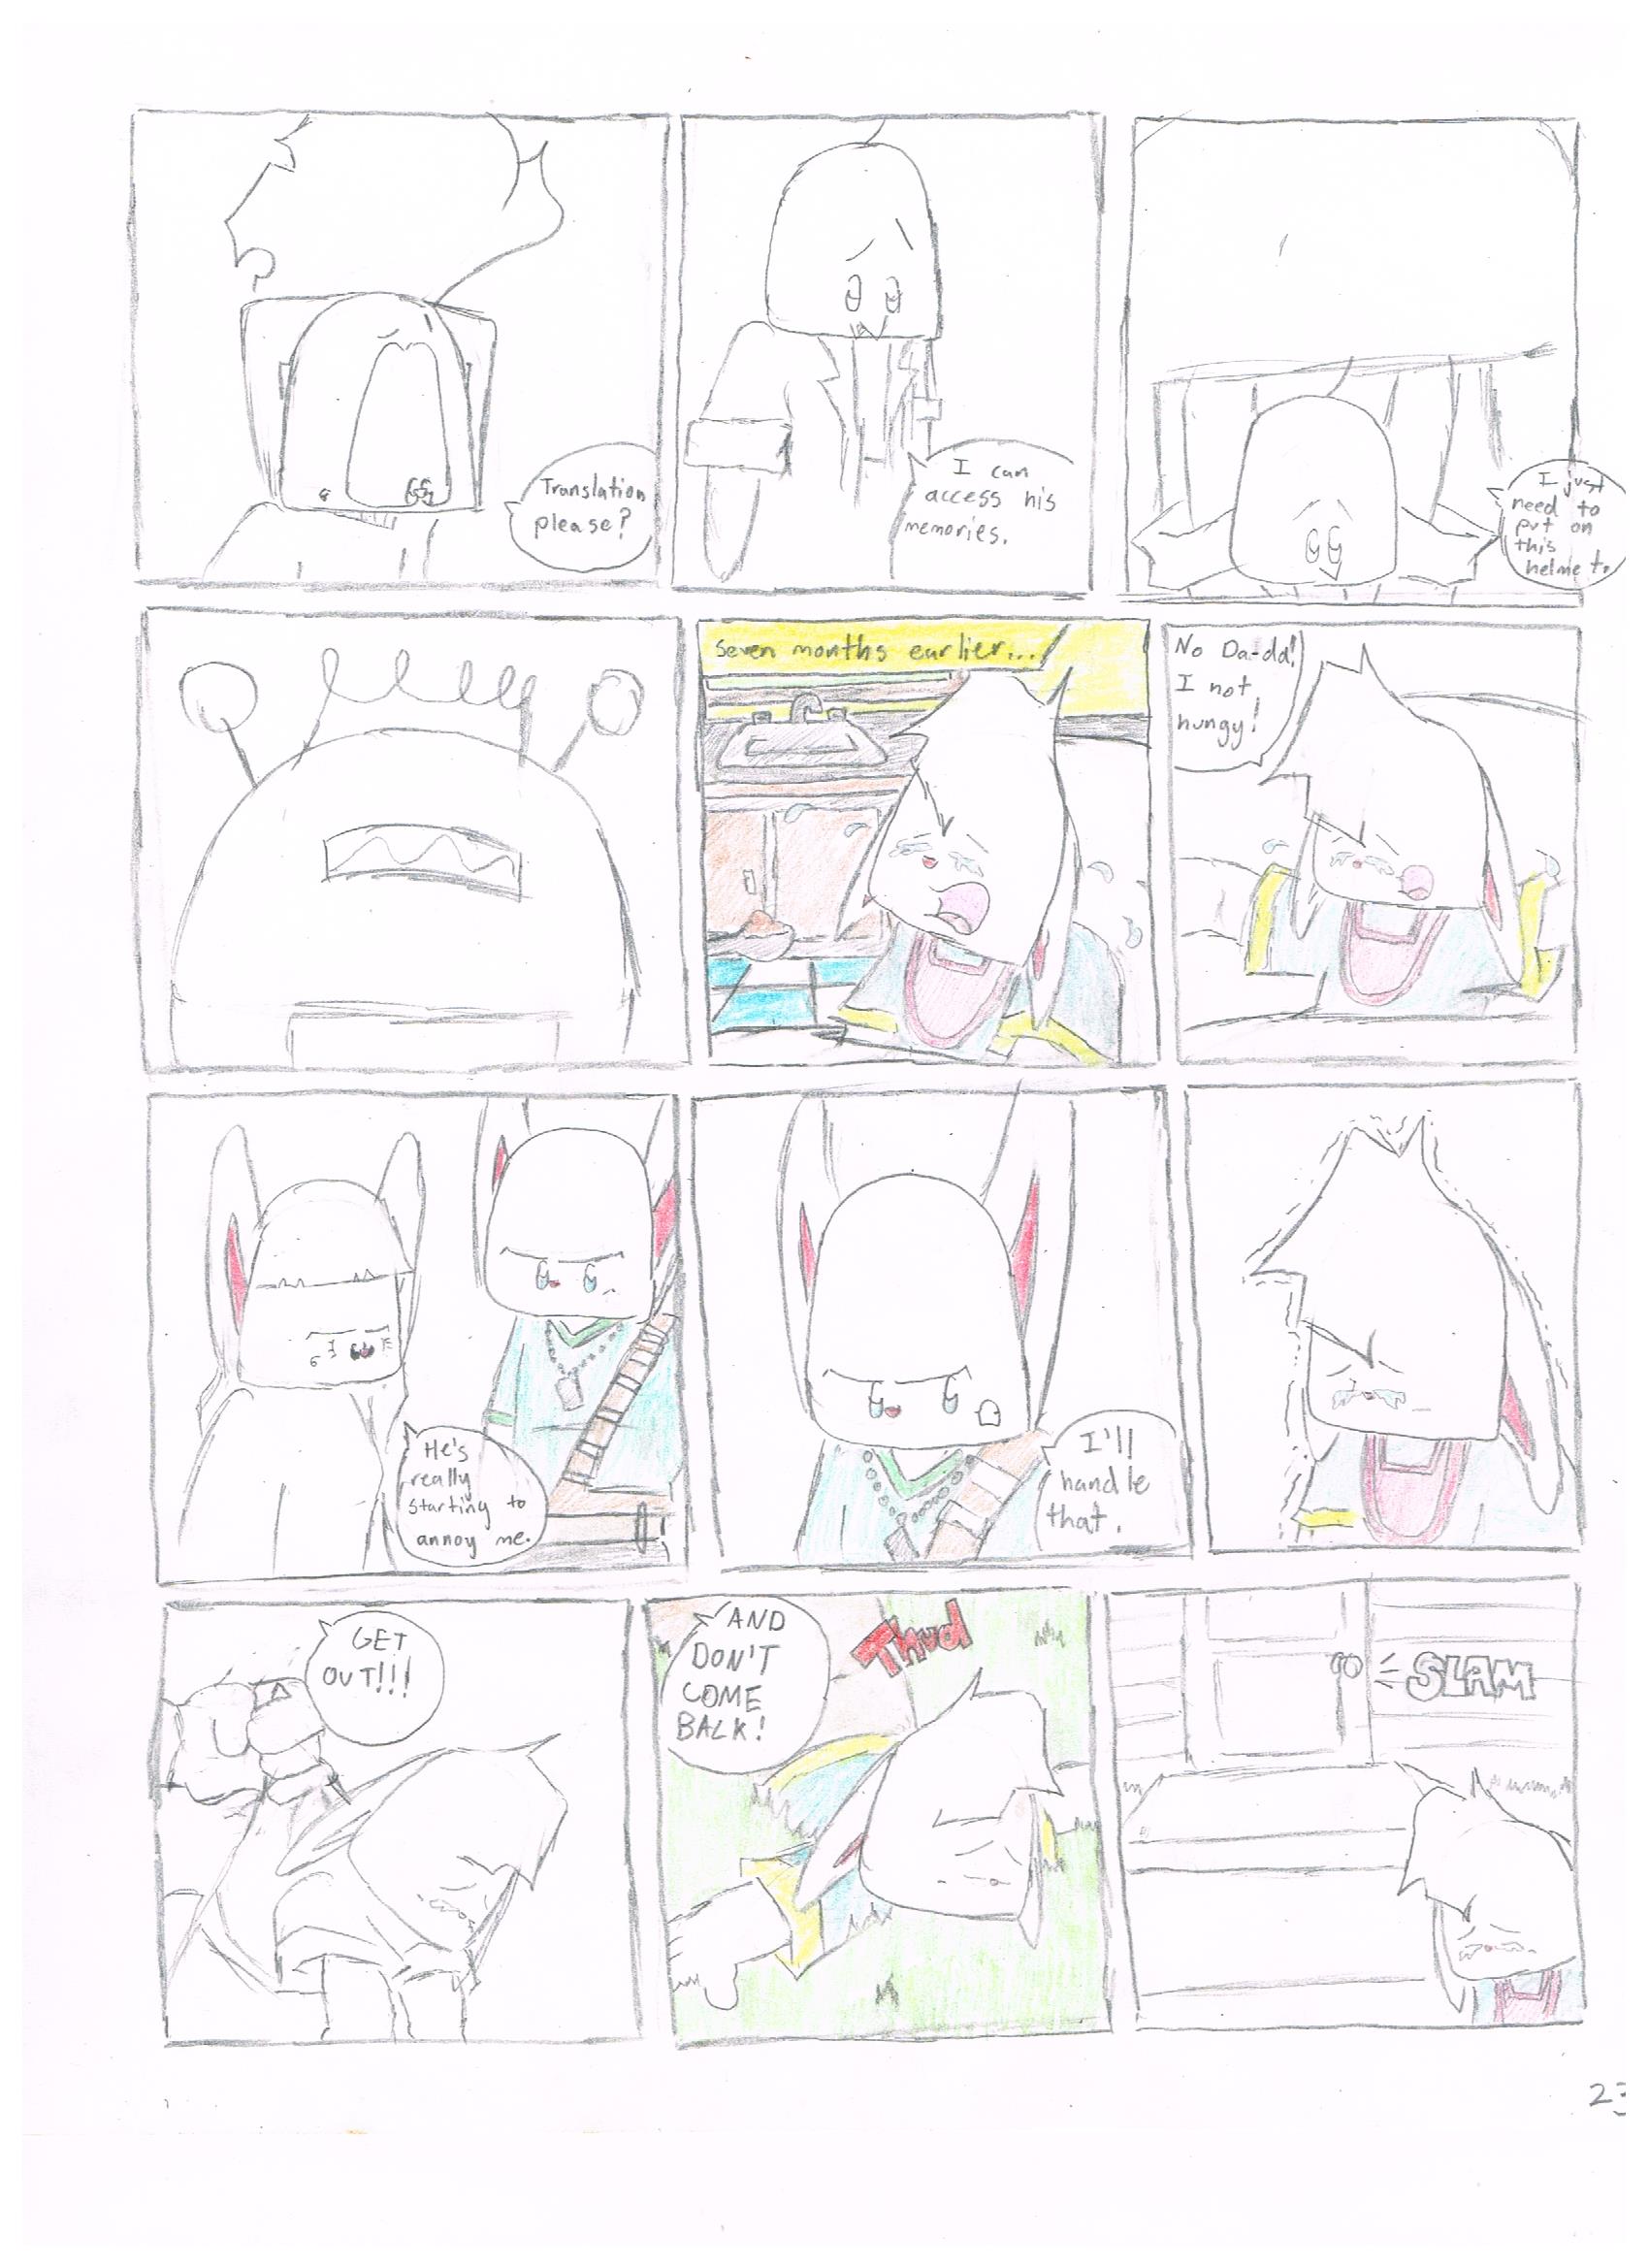 Translation
please?
I can
access his
memories.
I just
need to
put on
this
helmet.
Seven months earlier...
No Da-dd!
I not
hungy!
He's
really
starting to
annoy me.
I'll
handle
that.
GET
OUT!!!
AND
DON'T
COME
BALK!
Thud
SLAM
23